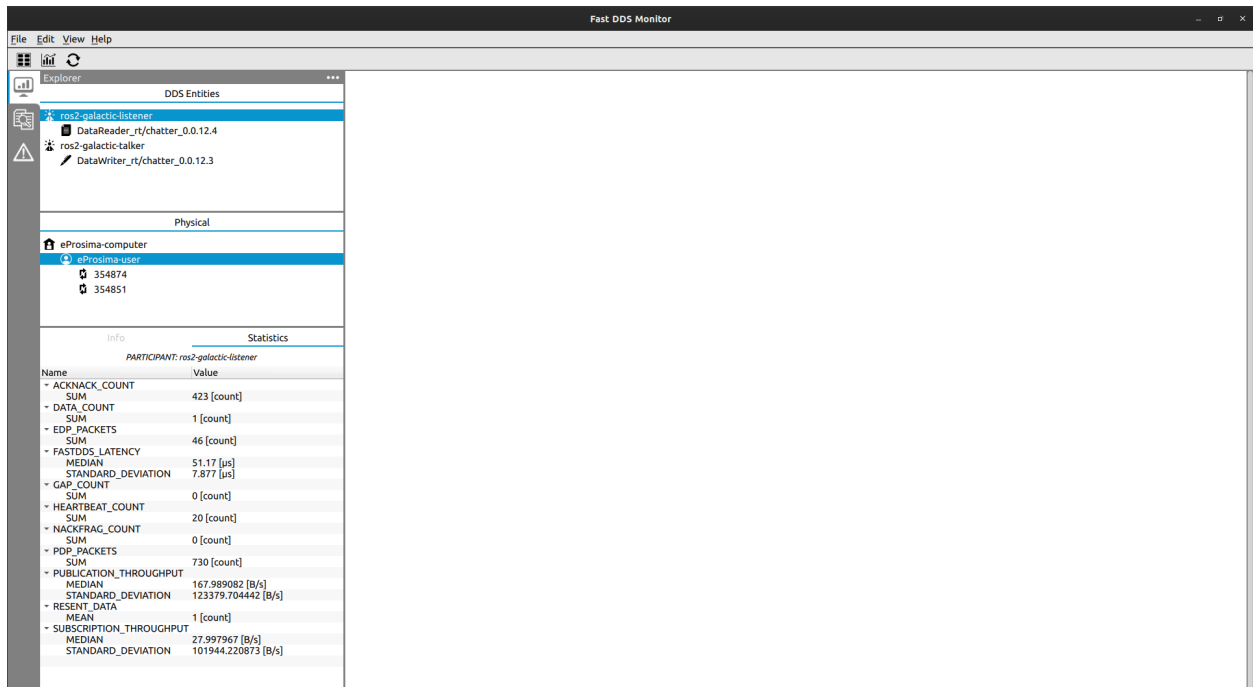 Fast DDS Monitor
File Edit View Help
Explorer
DDS Entities
ros2-galactic-listener
DataReader_rt/chatter_0.0.12.4
ros2-galactic-talker
DataWriter_rt/chatter_0.0.12.3
Physical
eProsima-computer
eProsima-user
354874
354851
Info Statistics
PARTICIPANT: ros2-galactic-listener
Name Value
ACKNACK_COUNT
SUM 423 [count]
DATA_COUNT
SUM 1 [count]
EDP_PACKETS
SUM 46 [count]
FASTDDS_LATENCY
MEDIAN 51.17 [μs]
STANDARD_DEVIATION 7.877 [μs]
GAP_COUNT
SUM 0 [count]
HEARTBEAT_COUNT
SUM 20 [count]
NACKFRAG_COUNT
SUM 0 [count]
PDP_PACKETS
SUM 730 [count]
PUBLICATION_THROUGHPUT
MEDIAN 167.989082 [B/s]
STANDARD_DEVIATION 123379.704442 [B/s]
RESENT_DATA
MEAN 1 [count]
SUBSCRIPTION_THROUGHPUT
MEDIAN 27.997967 [B/s]
STANDARD_DEVIATION 101944.220873 [B/s]